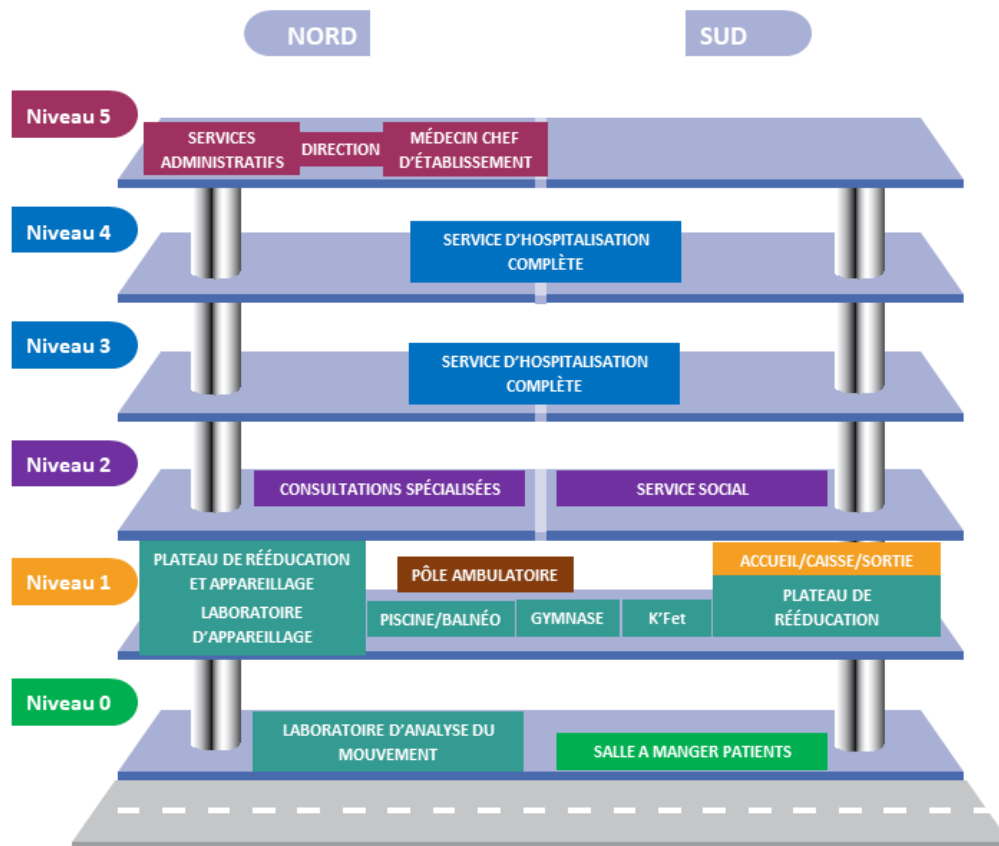 NORD
SUD
Niveau 5
SERVICES
ADMINISTRATIFS
DIRECTION
MÉDECIN CHEF
D'ÉTABLISSEMENT
Niveau 4
SERVICE D'HOSPITALISATION
COMPLÈTE
Niveau 3
SERVICE D'HOSPITALISATION
COMPLÈTE
Niveau 2
CONSULTATIONS SPÉCIALISÉES
SERVICE SOCIAL
Niveau 1
PLATEAU DE RÉÉDUCATION
ET APPAREILLAGE
LABORATOIRE
D'APPAREILLAGE
PÔLE AMBULATOIRE
PISCINE/BALNÉO
GYMNASE
K'Fet
ACCUEIL/CAISSE/SORTIE
PLATEAU DE
RÉÉDUCATION
Niveau 0
LABORATOIRE D'ANALYSE DU
MOUVEMENT
SALLE A MANGER PATIENTS